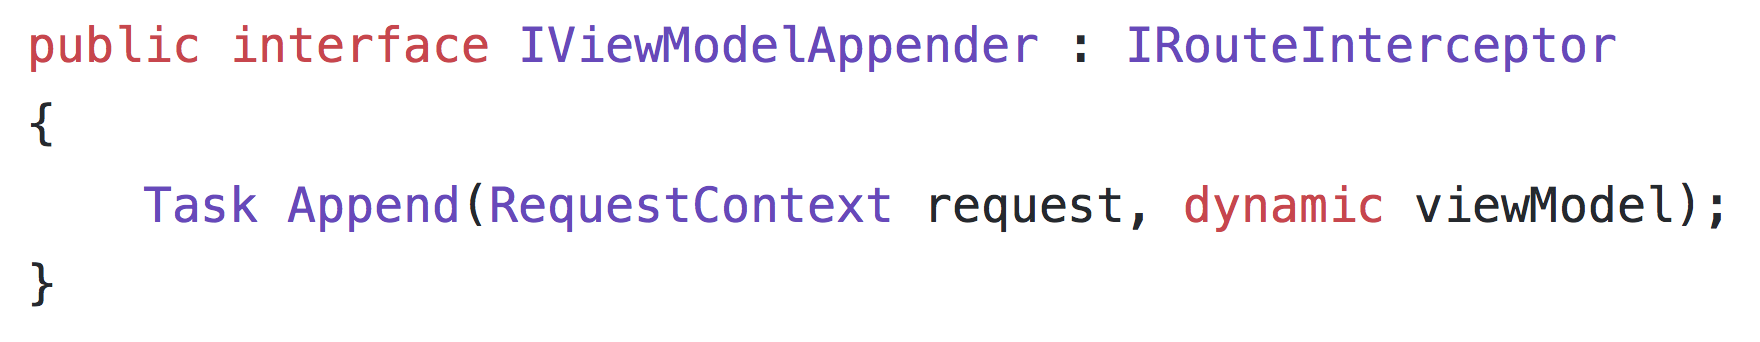 public interface IViewModelAppender : IRouteInterceptor
{
    Task Append(RequestContext request, dynamic viewModel);
}